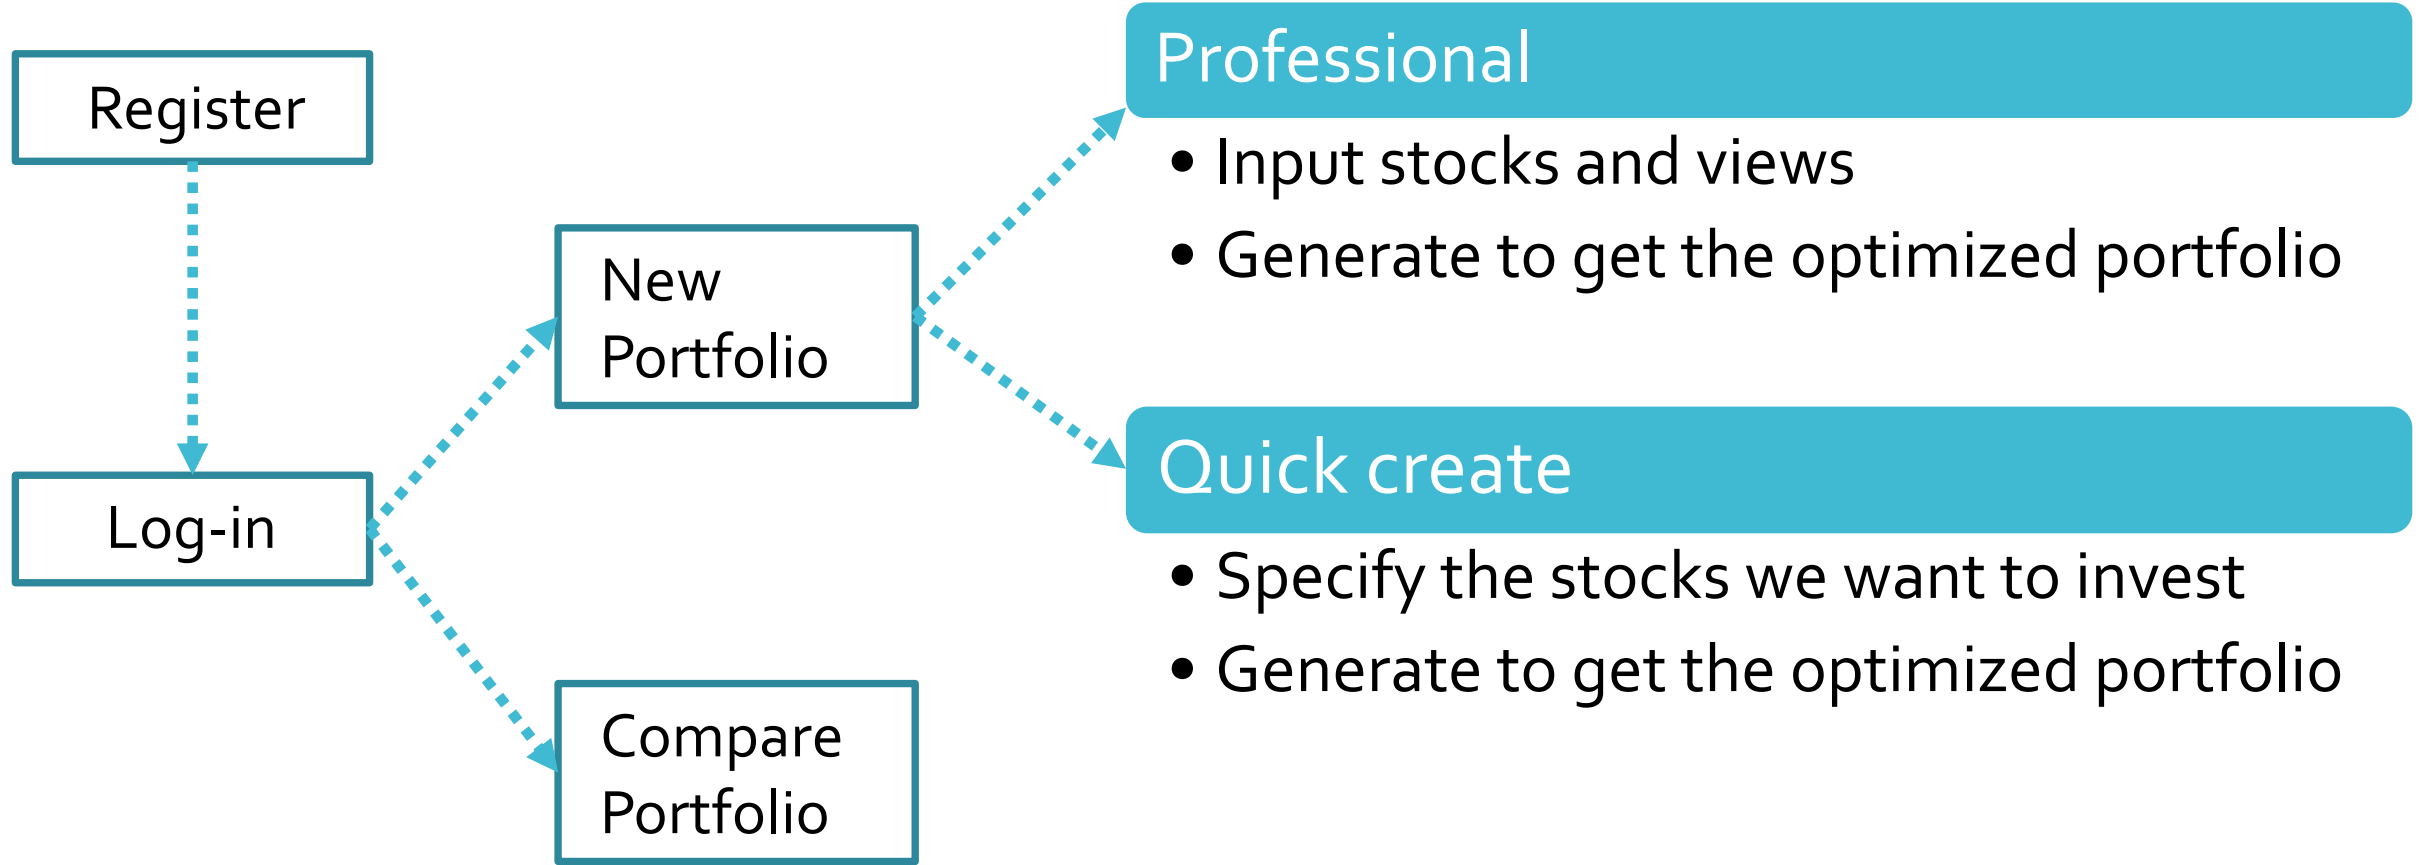 Register
Log-in
New
Portfolio
Compare
Portfolio
Professional
• Input stocks and views
• Generate to get the optimized portfolio
Quick create
• Specify the stocks we want to invest
• Generate to get the optimized portfolio